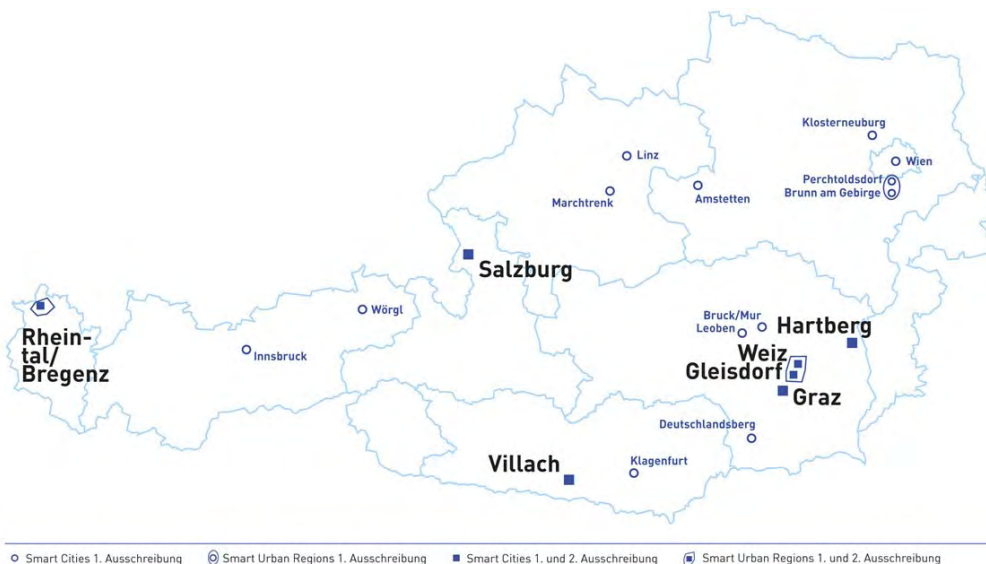 Klosterneuburg
Wien
Linz
Perchtoldsdorf
Brunn am Gebirge
Marchtrenk
Amstetten
Salzburg
Wörgl
Rhein-
tal/
Bregenz
Innsbruck
Bruck/Mur
Leoben
Hartberg
Weiz
Gleisdorf
Graz
Deutschlandsberg
Villach
Klagenfurt
Smart Cities 1. Ausschreibung
Smart Urban Regions 1. Ausschreibung
Smart Cities 1. und 2. Ausschreibung
Smart Urban Regions 1. und 2. Ausschreibung